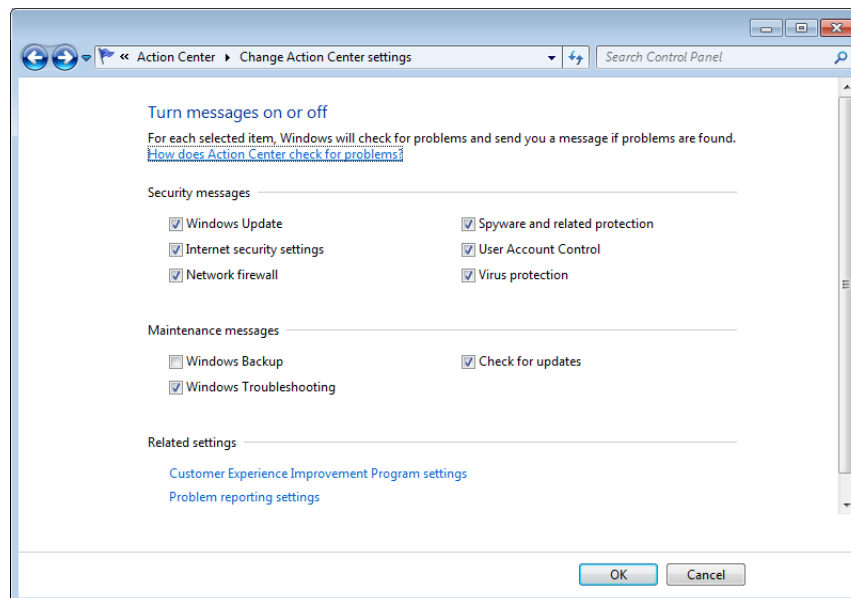 « Action Center ▸ Change Action Center settings
Search Control Panel
Turn messages on or off
For each selected item, Windows will check for problems and send you a message if problems are found.
How does Action Center check for problems?
Security messages
Windows Update
Spyware and related protection
Internet security settings
User Account Control
Network firewall
Virus protection
Maintenance messages
Windows Backup
Check for updates
Windows Troubleshooting
Related settings
Customer Experience Improvement Program settings
Problem reporting settings
OK
Cancel